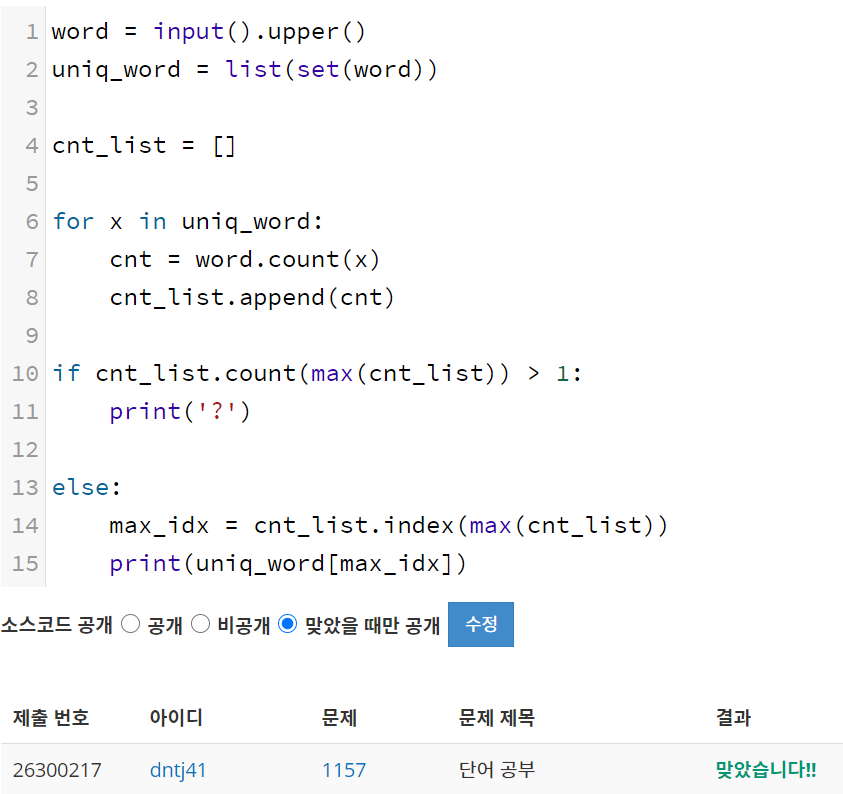 1 word = input().upper()
2 uniq_word = list(set(word))
3
4 cnt_list = []
5
6 for x in uniq_word:
7     cnt = word.count(x)
8     cnt_list.append(cnt)
9
10 if cnt_list.count(max(cnt_list)) > 1:
11     print('?')
12
13 else:
14     max_idx = cnt_list.index(max(cnt_list))
15     print(uniq_word[max_idx])
소스코드 공개 공개 비공개 맞았을 때만 공개 수정
제출 번호 아이디 문제 문제 제목 결과
26300217 dntj41 1157 단어 공부 맞았습니다!!